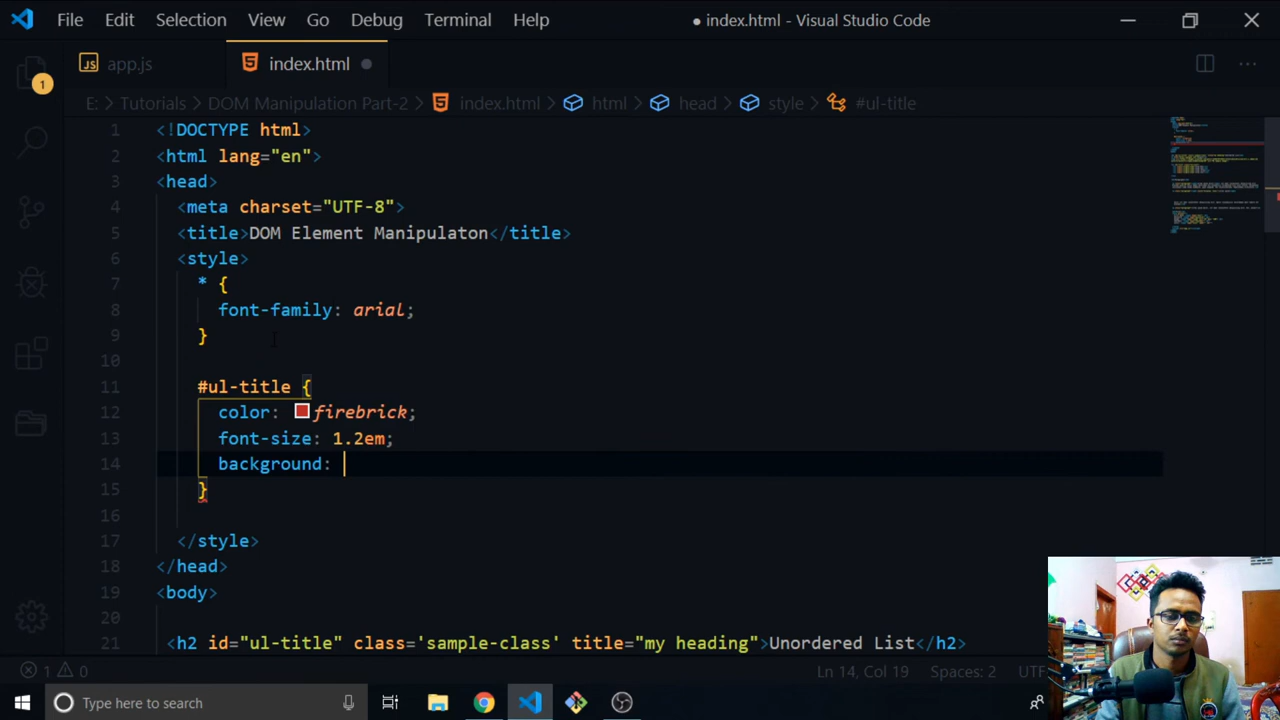 File Edit Selection View Go Debug Terminal Help ● index.html - Visual Studio Code
1 JS app.js index.html
E: > Tutorials > DOM Manipulation Part-2 > index.html > html > head > style > #ul-title
1 <!DOCTYPE html>
2 <html lang="en">
3 <head>
4 <meta charset="UTF-8">
5 <title>DOM Element Manipulaton</title>
6 <style>
7 * {
8 font-family: arial;
9 }
10
11 #ul-title {
12 color: firebrick;
13 font-size: 1.2em;
14 background:
15 }
16
17 </style>
18 </head>
19 <body>
20
21 <h2 id="ul-title" class='sample-class' title="my heading">Unordered List</h2>
1 0 Ln 14, Col 19 Spaces: 2 UTF
Type here to search